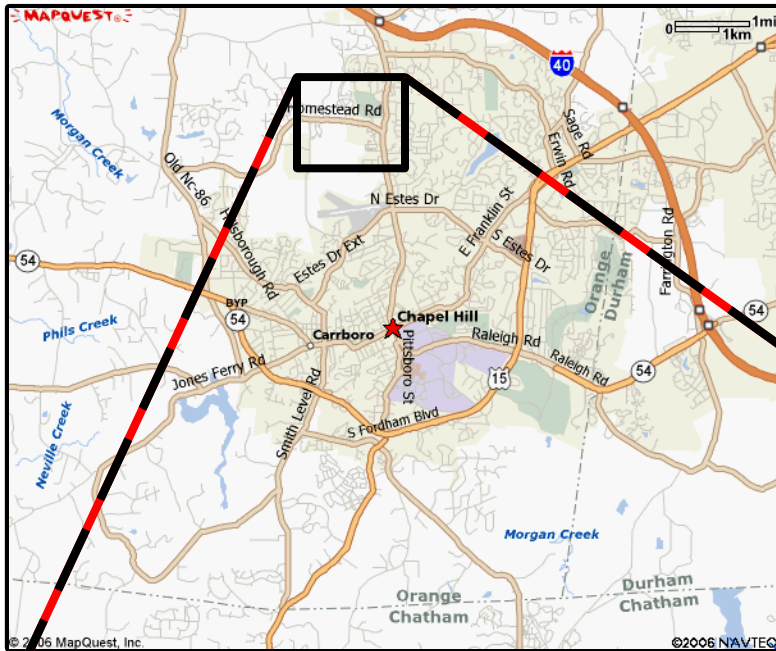 MAPQUEST
0 1mi
1km
40
Homestead Rd
Sage Rd
Erwin Rd
Morgan Creek
Old Nc-86
N Estes Dr
Hillsborough Rd
E Franklin St
S Estes Dr
Estes Dr Ext
Farrington Rd
Orange
Durham
54
BYP
54
Chapel Hill
54
Phils Creek
Carrboro
Raleigh Rd
Pittsboro St
Raleigh Rd
54
Jones Ferry Rd
15
Smith Level Rd
S Fordham Blvd
Neville Creek
Morgan Creek
Orange
Chatham
Durham
Chatham
© 2006 MapQuest, Inc.
©2006 NAVTEQ